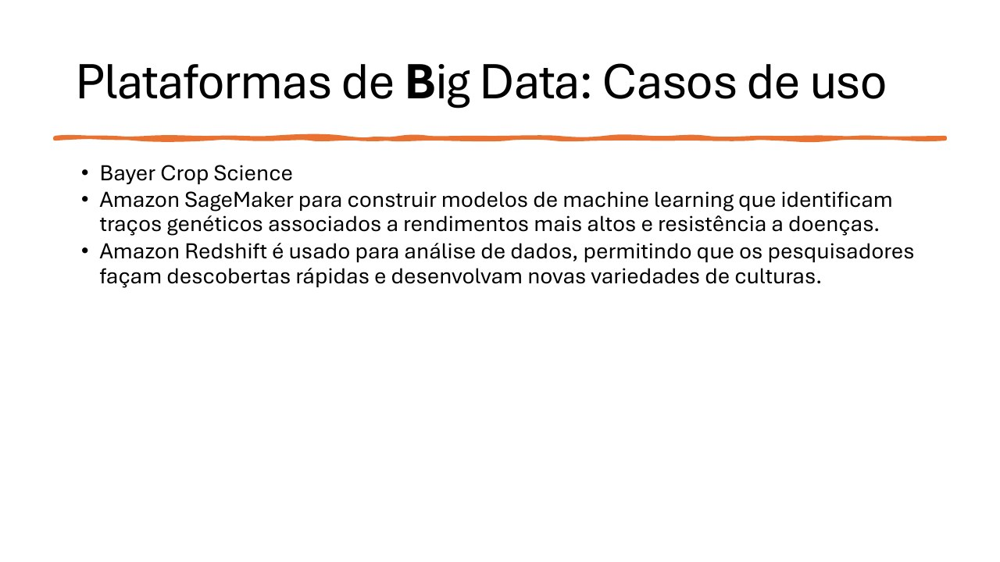 Plataformas de Big Data: Casos de uso
• Bayer Crop Science
• Amazon SageMaker para construir modelos de machine learning que identificam
traços genéticos associados a rendimentos mais altos e resistência a doenças.
• Amazon Redshift é usado para análise de dados, permitindo que os pesquisadores
façam descobertas rápidas e desenvolvam novas variedades de culturas.